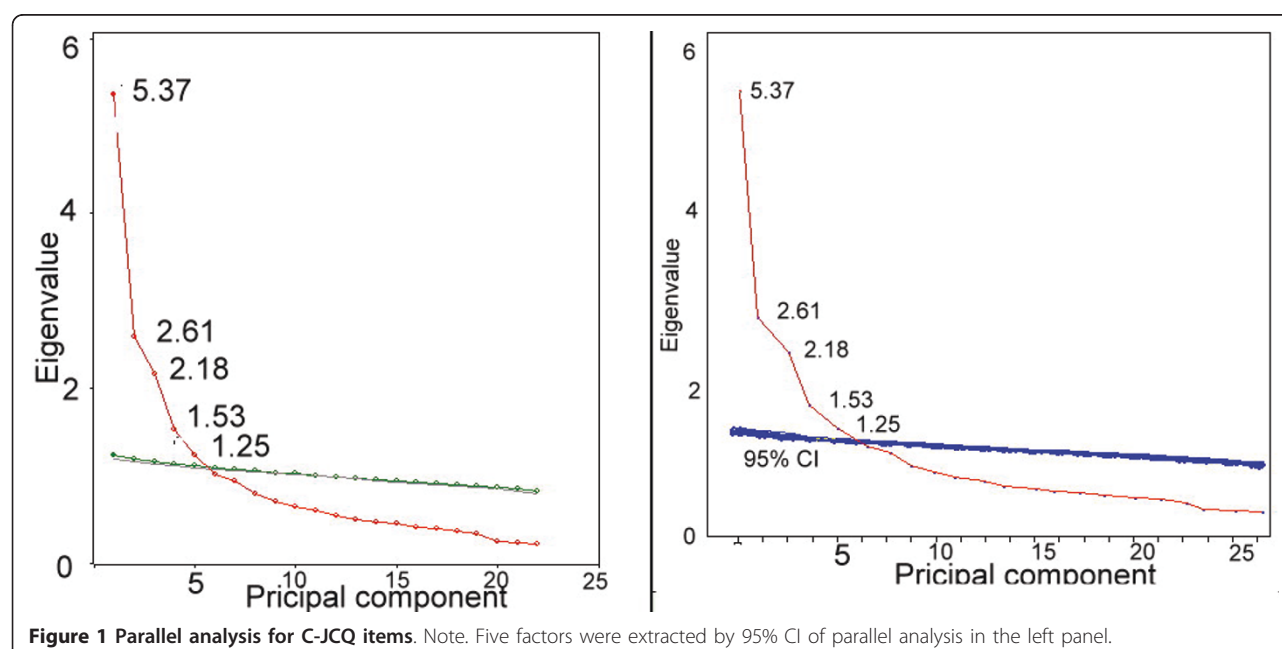 6
5.37
4
Eigenvalue
2.61
2.18
2
1.53
1.25
0
5 10 15 20 25
Pricipal component
6
5.37
4
Eigenvalue
2.61
2.18
2
1.53
1.25
95% CI
0
5 10 15 20 25
Pricipal component
Figure 1 Parallel analysis for C-JCQ items. Note. Five factors were extracted by 95% CI of parallel analysis in the left panel.